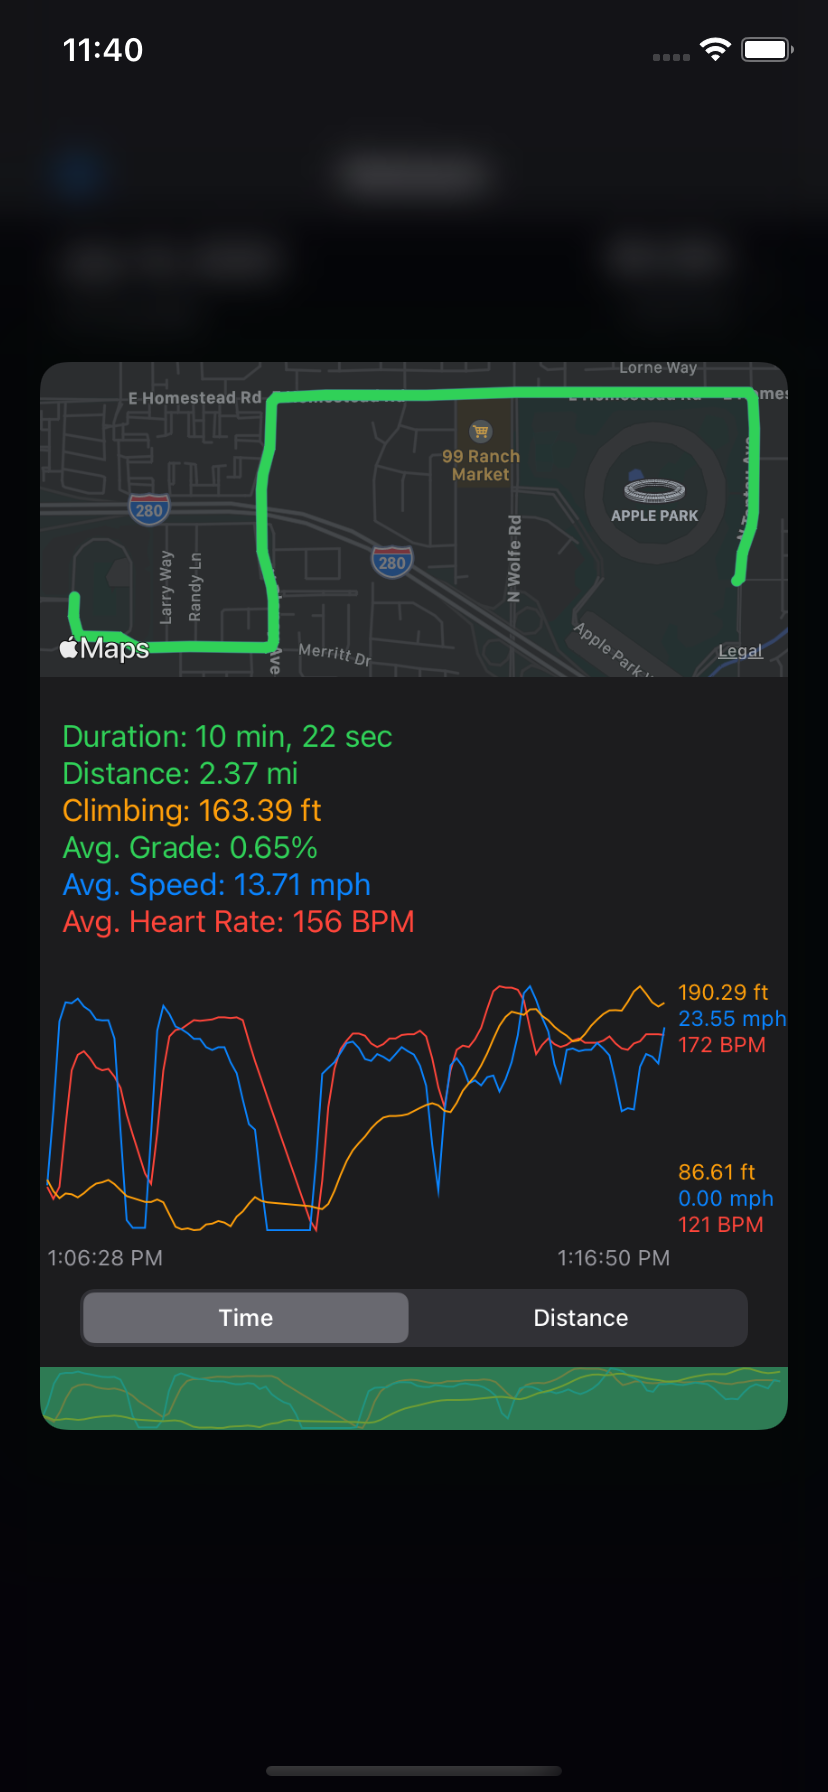 11:40
Lorne Way
E Homestead Rd
99 Ranch
Market
280
APPLE PARK
280
N Wolfe Rd
Larry Way
Randy Ln
Apple Park
Merritt Dr
Ave
Maps
Legal
Duration: 10 min, 22 sec
Distance: 2.37 mi
Climbing: 163.39 ft
Avg. Grade: 0.65%
Avg. Speed: 13.71 mph
Avg. Heart Rate: 156 BPM
190.29 ft
23.55 mph
172 BPM
86.61 ft
0.00 mph
121 BPM
1:06:28 PM
1:16:50 PM
Time
Distance